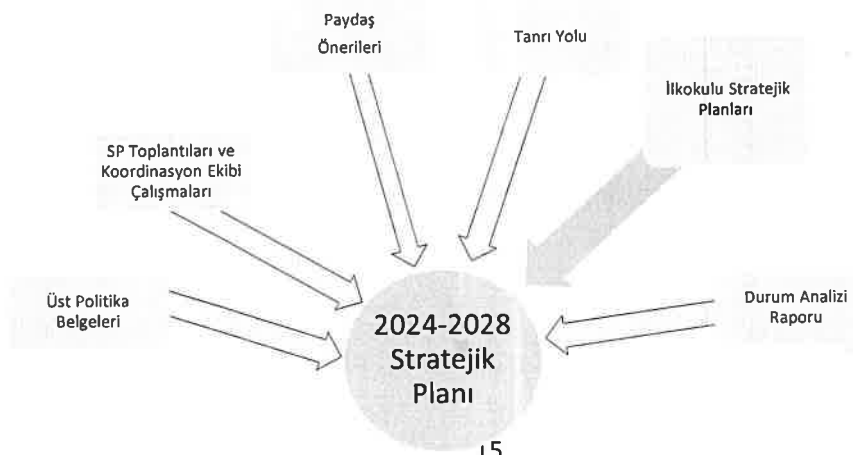 Paydaş
Önerileri
Tanrı Yolu
İlkokulu Stratejik
Planları
SP Toplantıları ve
Koordinasyon Ekibi
Çalışmaları
Üst Politika
Belgeleri
Durum Analizi
Raporu
2024-2028
Stratejik
Planı
15